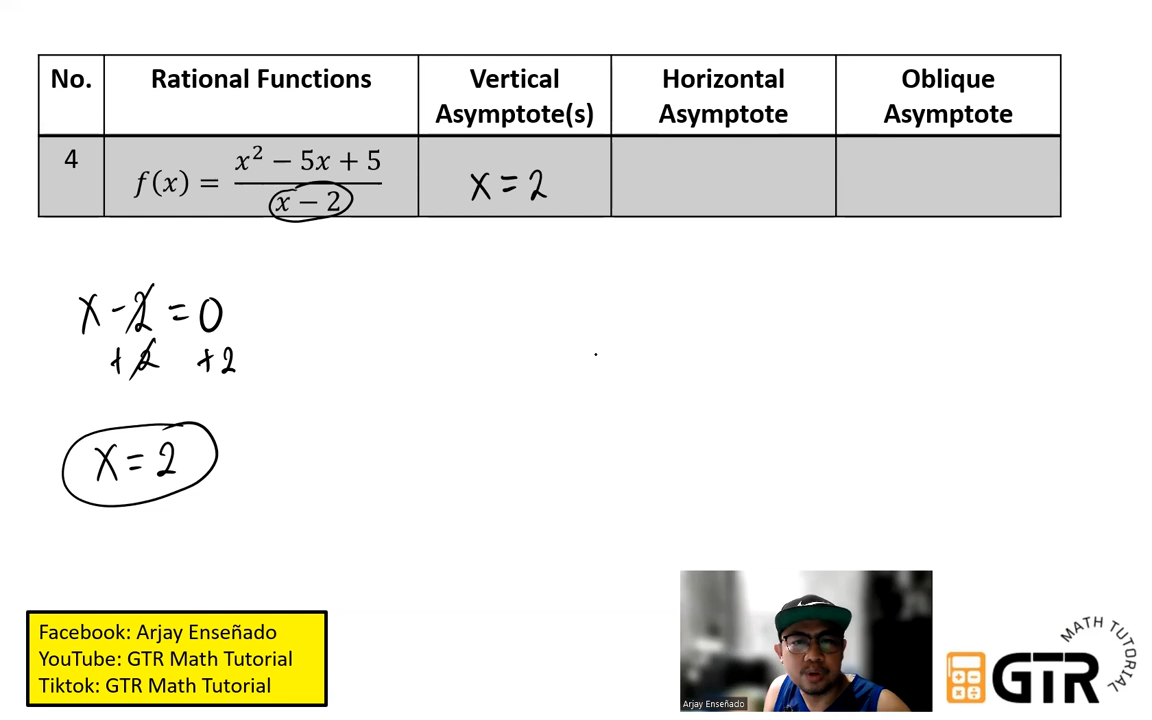 No. Rational Functions Vertical Asymptote(s) Horizontal Asymptote Oblique Asymptote
4 f(x) = (x² − 5x + 5)/(x − 2) x = 2
x - 2 = 0
+ 2 + 2
x = 2
Facebook: Arjay Enseñado
YouTube: GTR Math Tutorial
Tiktok: GTR Math Tutorial
Arjay Enseñado
GTR
MATH TUTORIAL